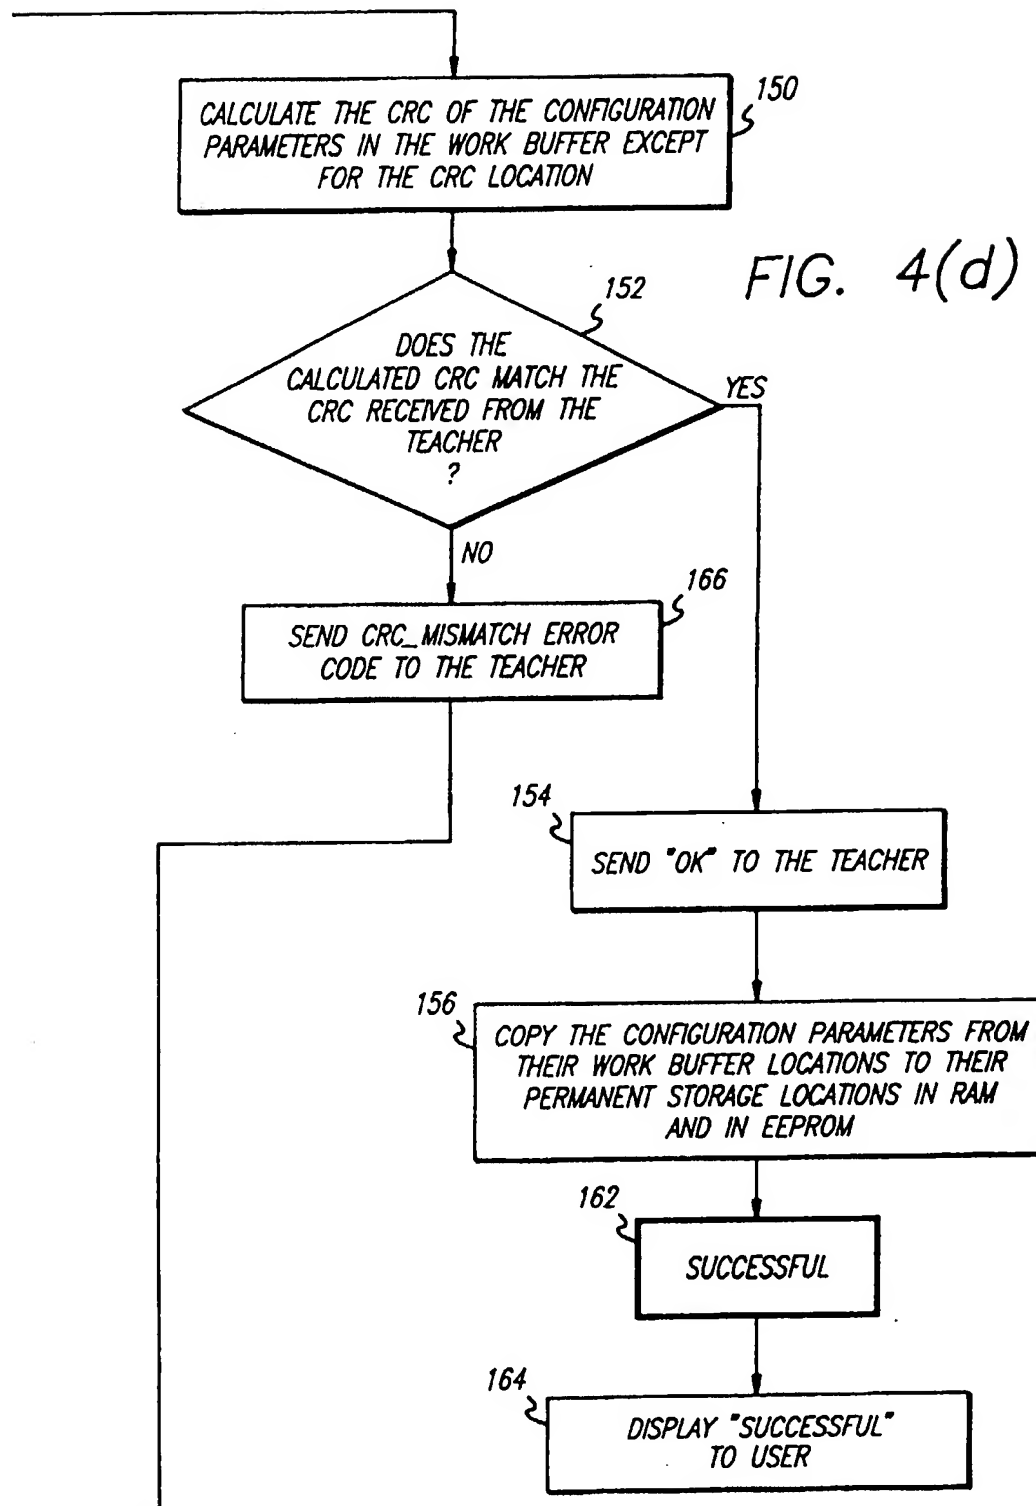 150
CALCULATE THE CRC OF THE CONFIGURATION
PARAMETERS IN THE WORK BUFFER EXCEPT
FOR THE CRC LOCATION
FIG. 4(d)
152
DOES THE
CALCULATED CRC MATCH THE
CRC RECEIVED FROM THE
TEACHER
?
YES
NO
166
SEND CRC_MISMATCH ERROR
CODE TO THE TEACHER
154
SEND "OK" TO THE TEACHER
156
COPY THE CONFIGURATION PARAMETERS FROM
THEIR WORK BUFFER LOCATIONS TO THEIR
PERMANENT STORAGE LOCATIONS IN RAM
AND IN EEPROM
162
SUCCESSFUL
164
DISPLAY "SUCCESSFUL"
TO USER